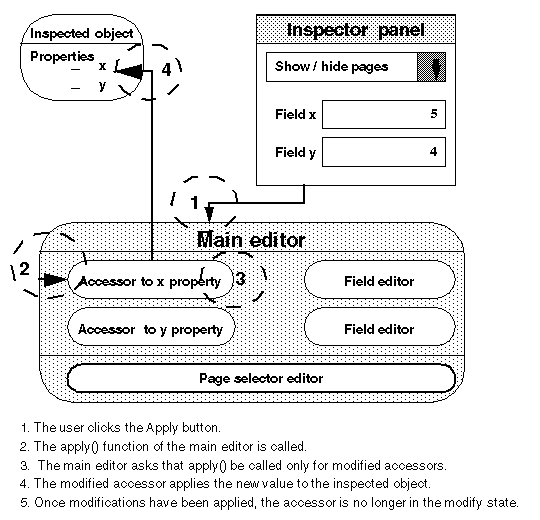 Inspected object
Properties
– x
– y
4
Inspector panel
Show / hide pages
Field x 5
Field y 4
1
Main editor
2
Accessor to x property 3 Field editor
Accessor to y property Field editor
Page selector editor
1. The user clicks the Apply button.
2. The apply() function of the main editor is called.
3. The main editor asks that apply() be called only for modified accessors.
4. The modified accessor applies the new value to the inspected object.
5. Once modifications have been applied, the accessor is no longer in the modify state.